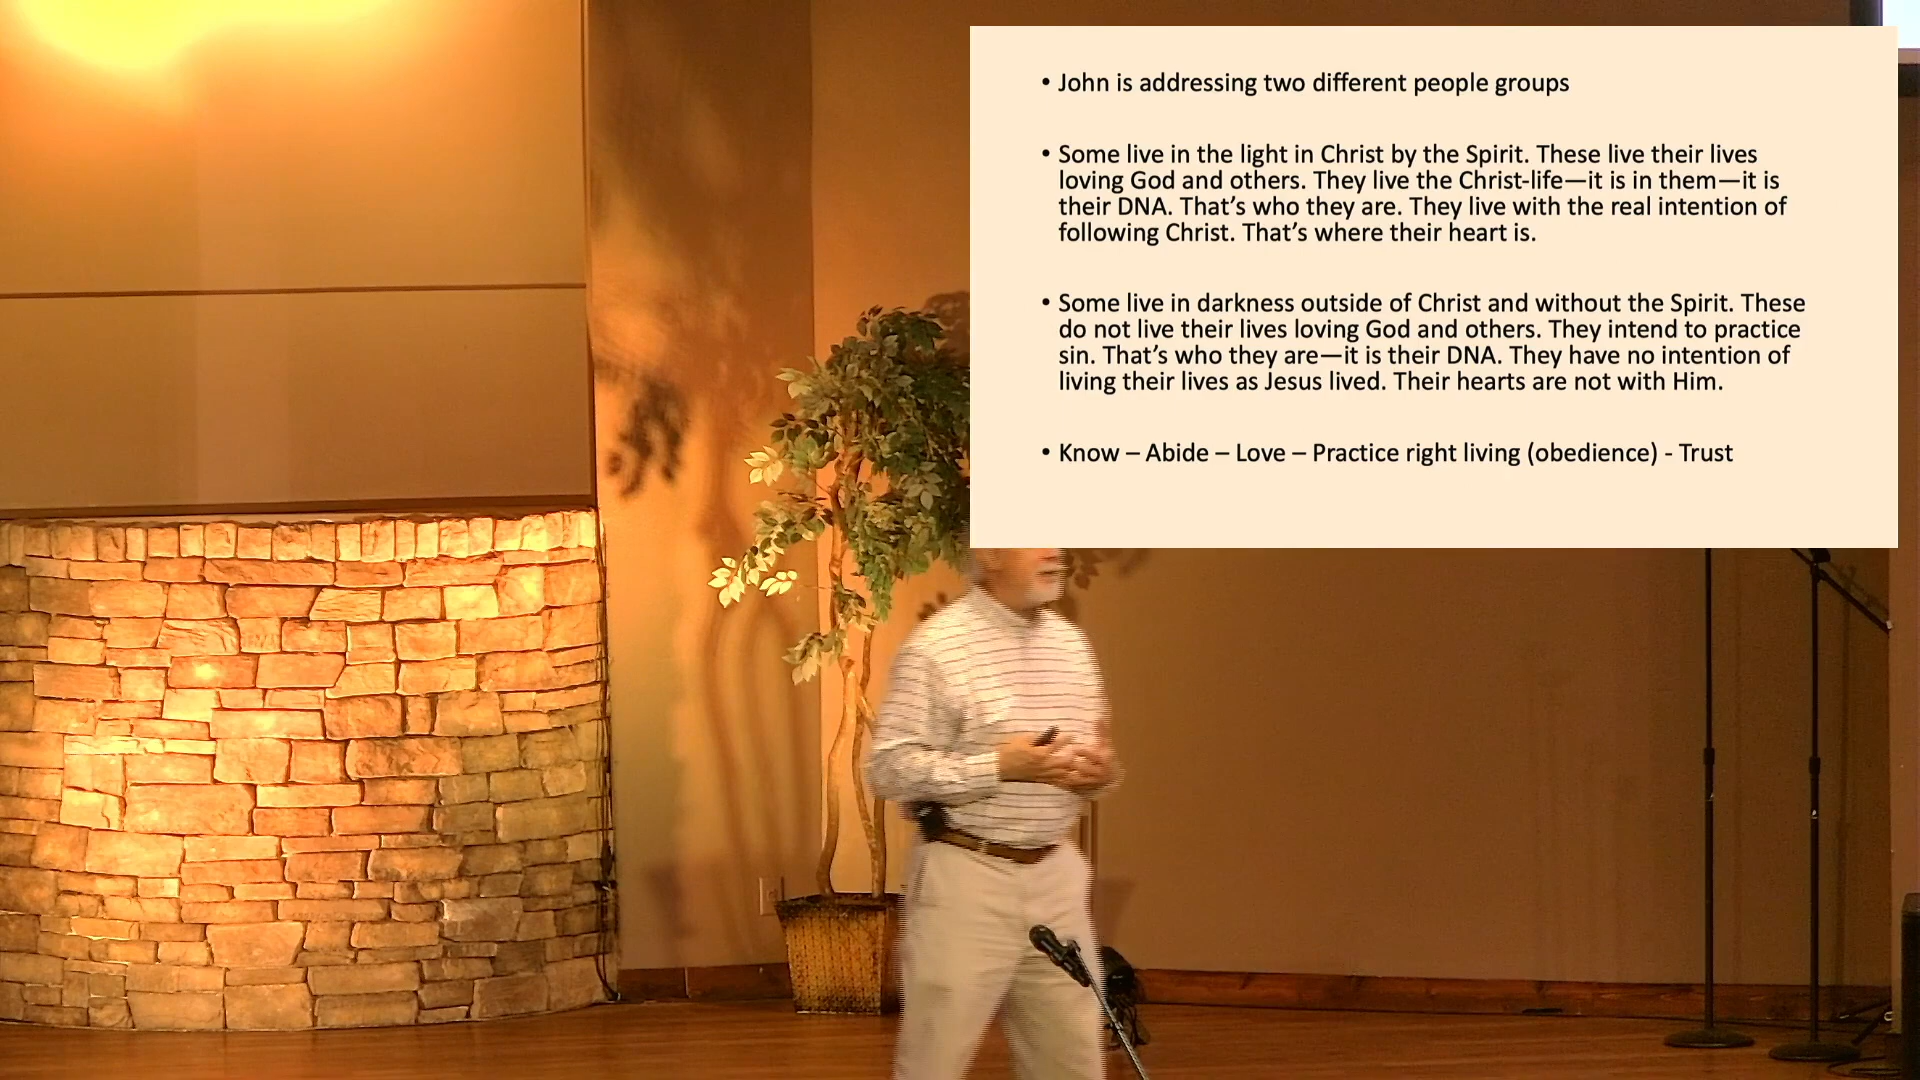 • John is addressing two different people groups
• Some live in the light in Christ by the Spirit. These live their lives
loving God and others. They live the Christ-life—it is in them—it is
their DNA. That’s who they are. They live with the real intention of
following Christ. That’s where their heart is.
• Some live in darkness outside of Christ and without the Spirit. These
do not live their lives loving God and others. They intend to practice
sin. That’s who they are—it is their DNA. They have no intention of
living their lives as Jesus lived. Their hearts are not with Him.
• Know – Abide – Love – Practice right living (obedience) - Trust